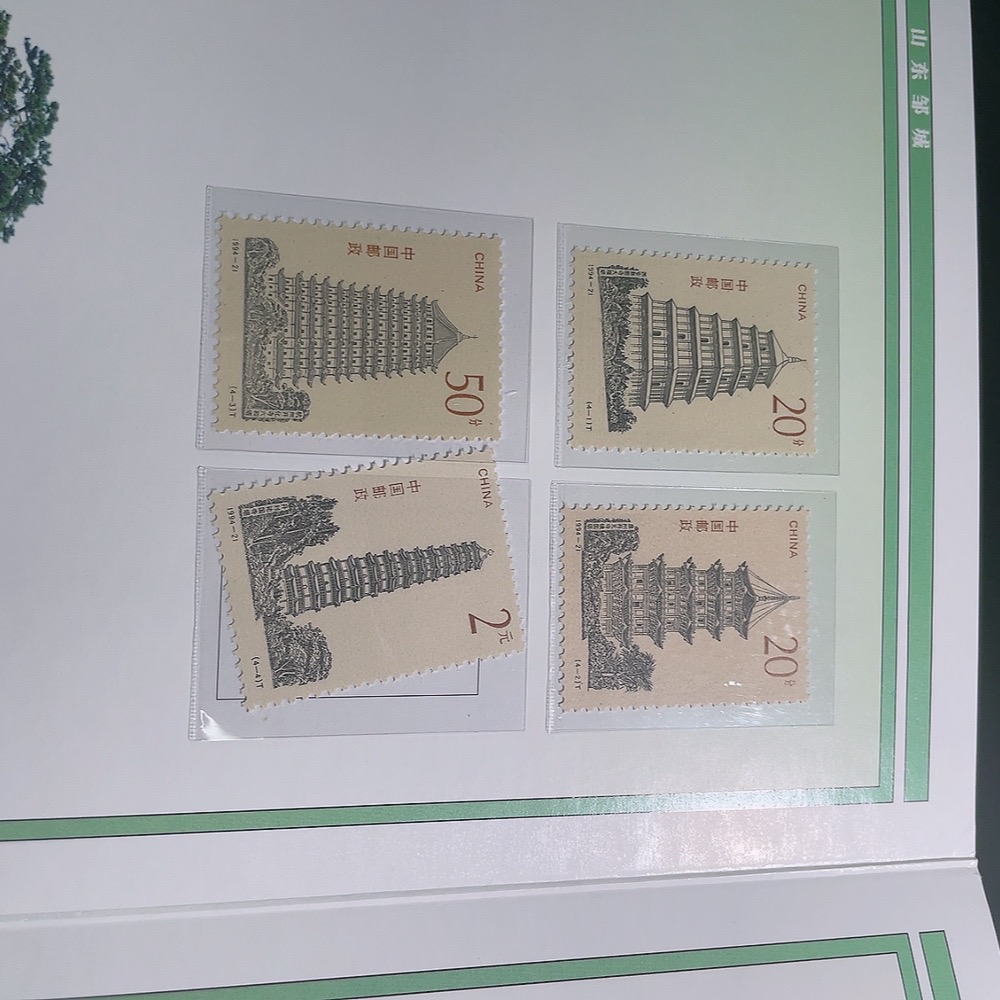 山东邹城
CHINA
中国邮政
20分
1994-21
(4-1)T
CHINA
中国邮政
20分
1994-21
(4-2)T
CHINA
中国邮政
50分
1994-21
(4-3)T
CHINA
中国邮政
2元
1994-21
(4-4)T